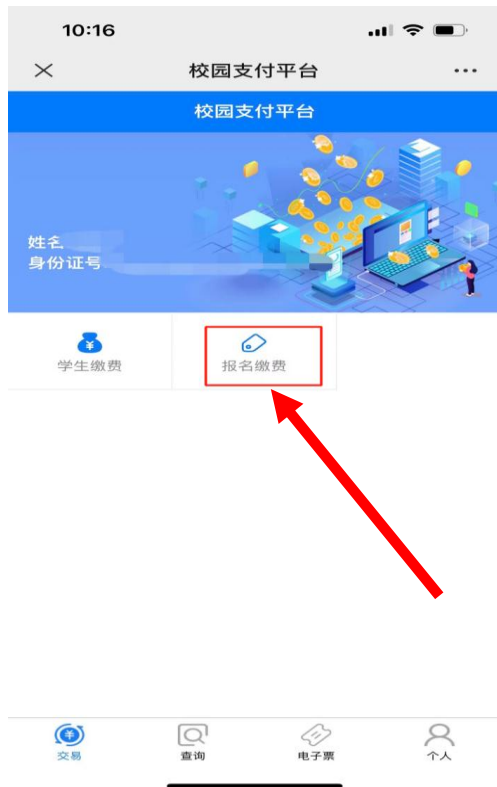 10:16
校园支付平台
校园支付平台
姓名
身份证号
学生缴费
报名缴费
交易
查询
电子票
个人